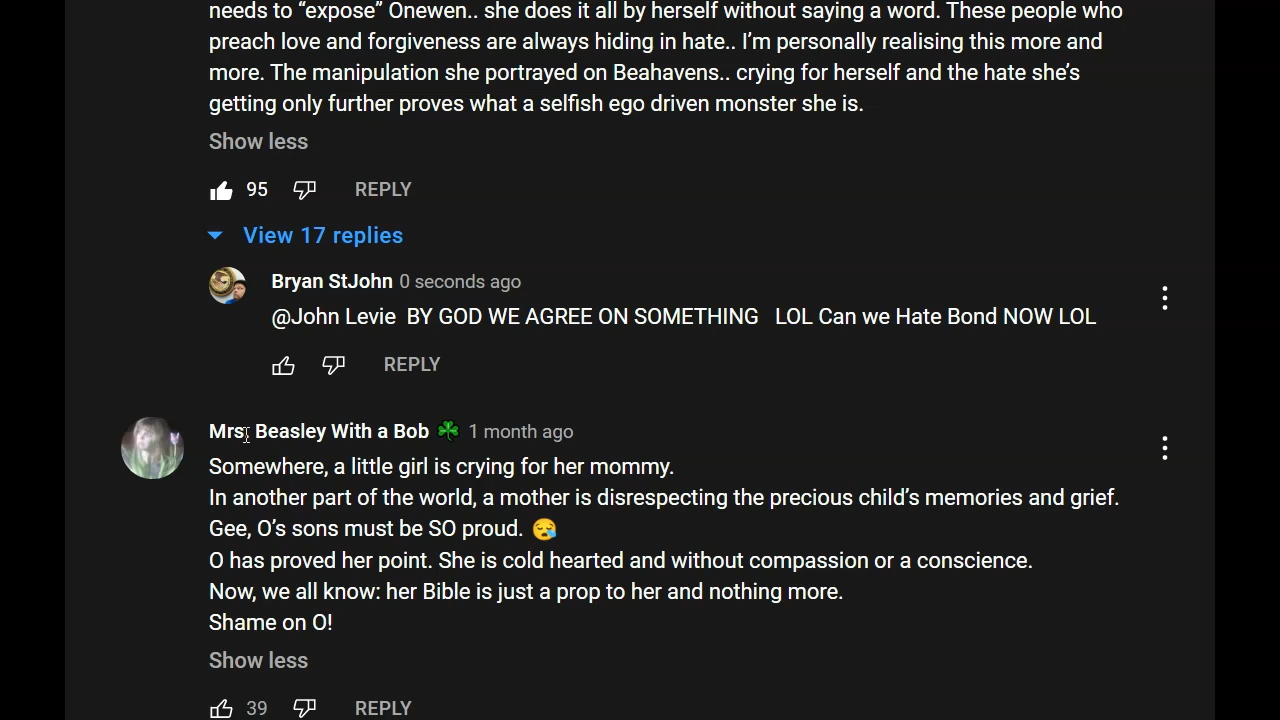 needs to “expose” Onewen.. she does it all by herself without saying a word. These people who
preach love and forgiveness are always hiding in hate.. I’m personally realising this more and
more. The manipulation she portrayed on Beahavens.. crying for herself and the hate she’s
getting only further proves what a selfish ego driven monster she is.
Show less
95 REPLY
View 17 replies
Bryan StJohn 0 seconds ago
@John Levie BY GOD WE AGREE ON SOMETHING LOL Can we Hate Bond NOW LOL
REPLY
Mrs. Beasley With a Bob ☘️ 1 month ago
Somewhere, a little girl is crying for her mommy.
In another part of the world, a mother is disrespecting the precious child’s memories and grief.
Gee, O’s sons must be SO proud. 😪
O has proved her point. She is cold hearted and without compassion or a conscience.
Now, we all know: her Bible is just a prop to her and nothing more.
Shame on O!
Show less
39 REPLY